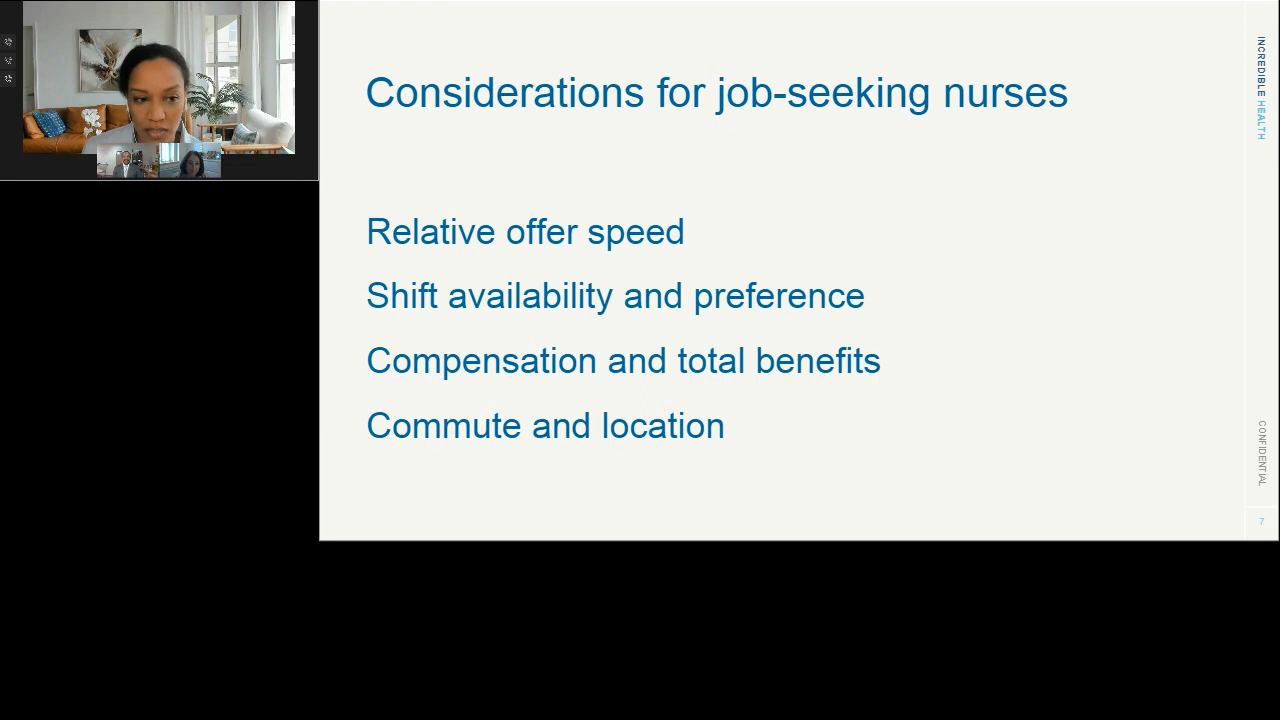 Considerations for job-seeking nurses
Relative offer speed
Shift availability and preference
Compensation and total benefits
Commute and location
INCREDIBLE HEALTH
CONFIDENTIAL
7